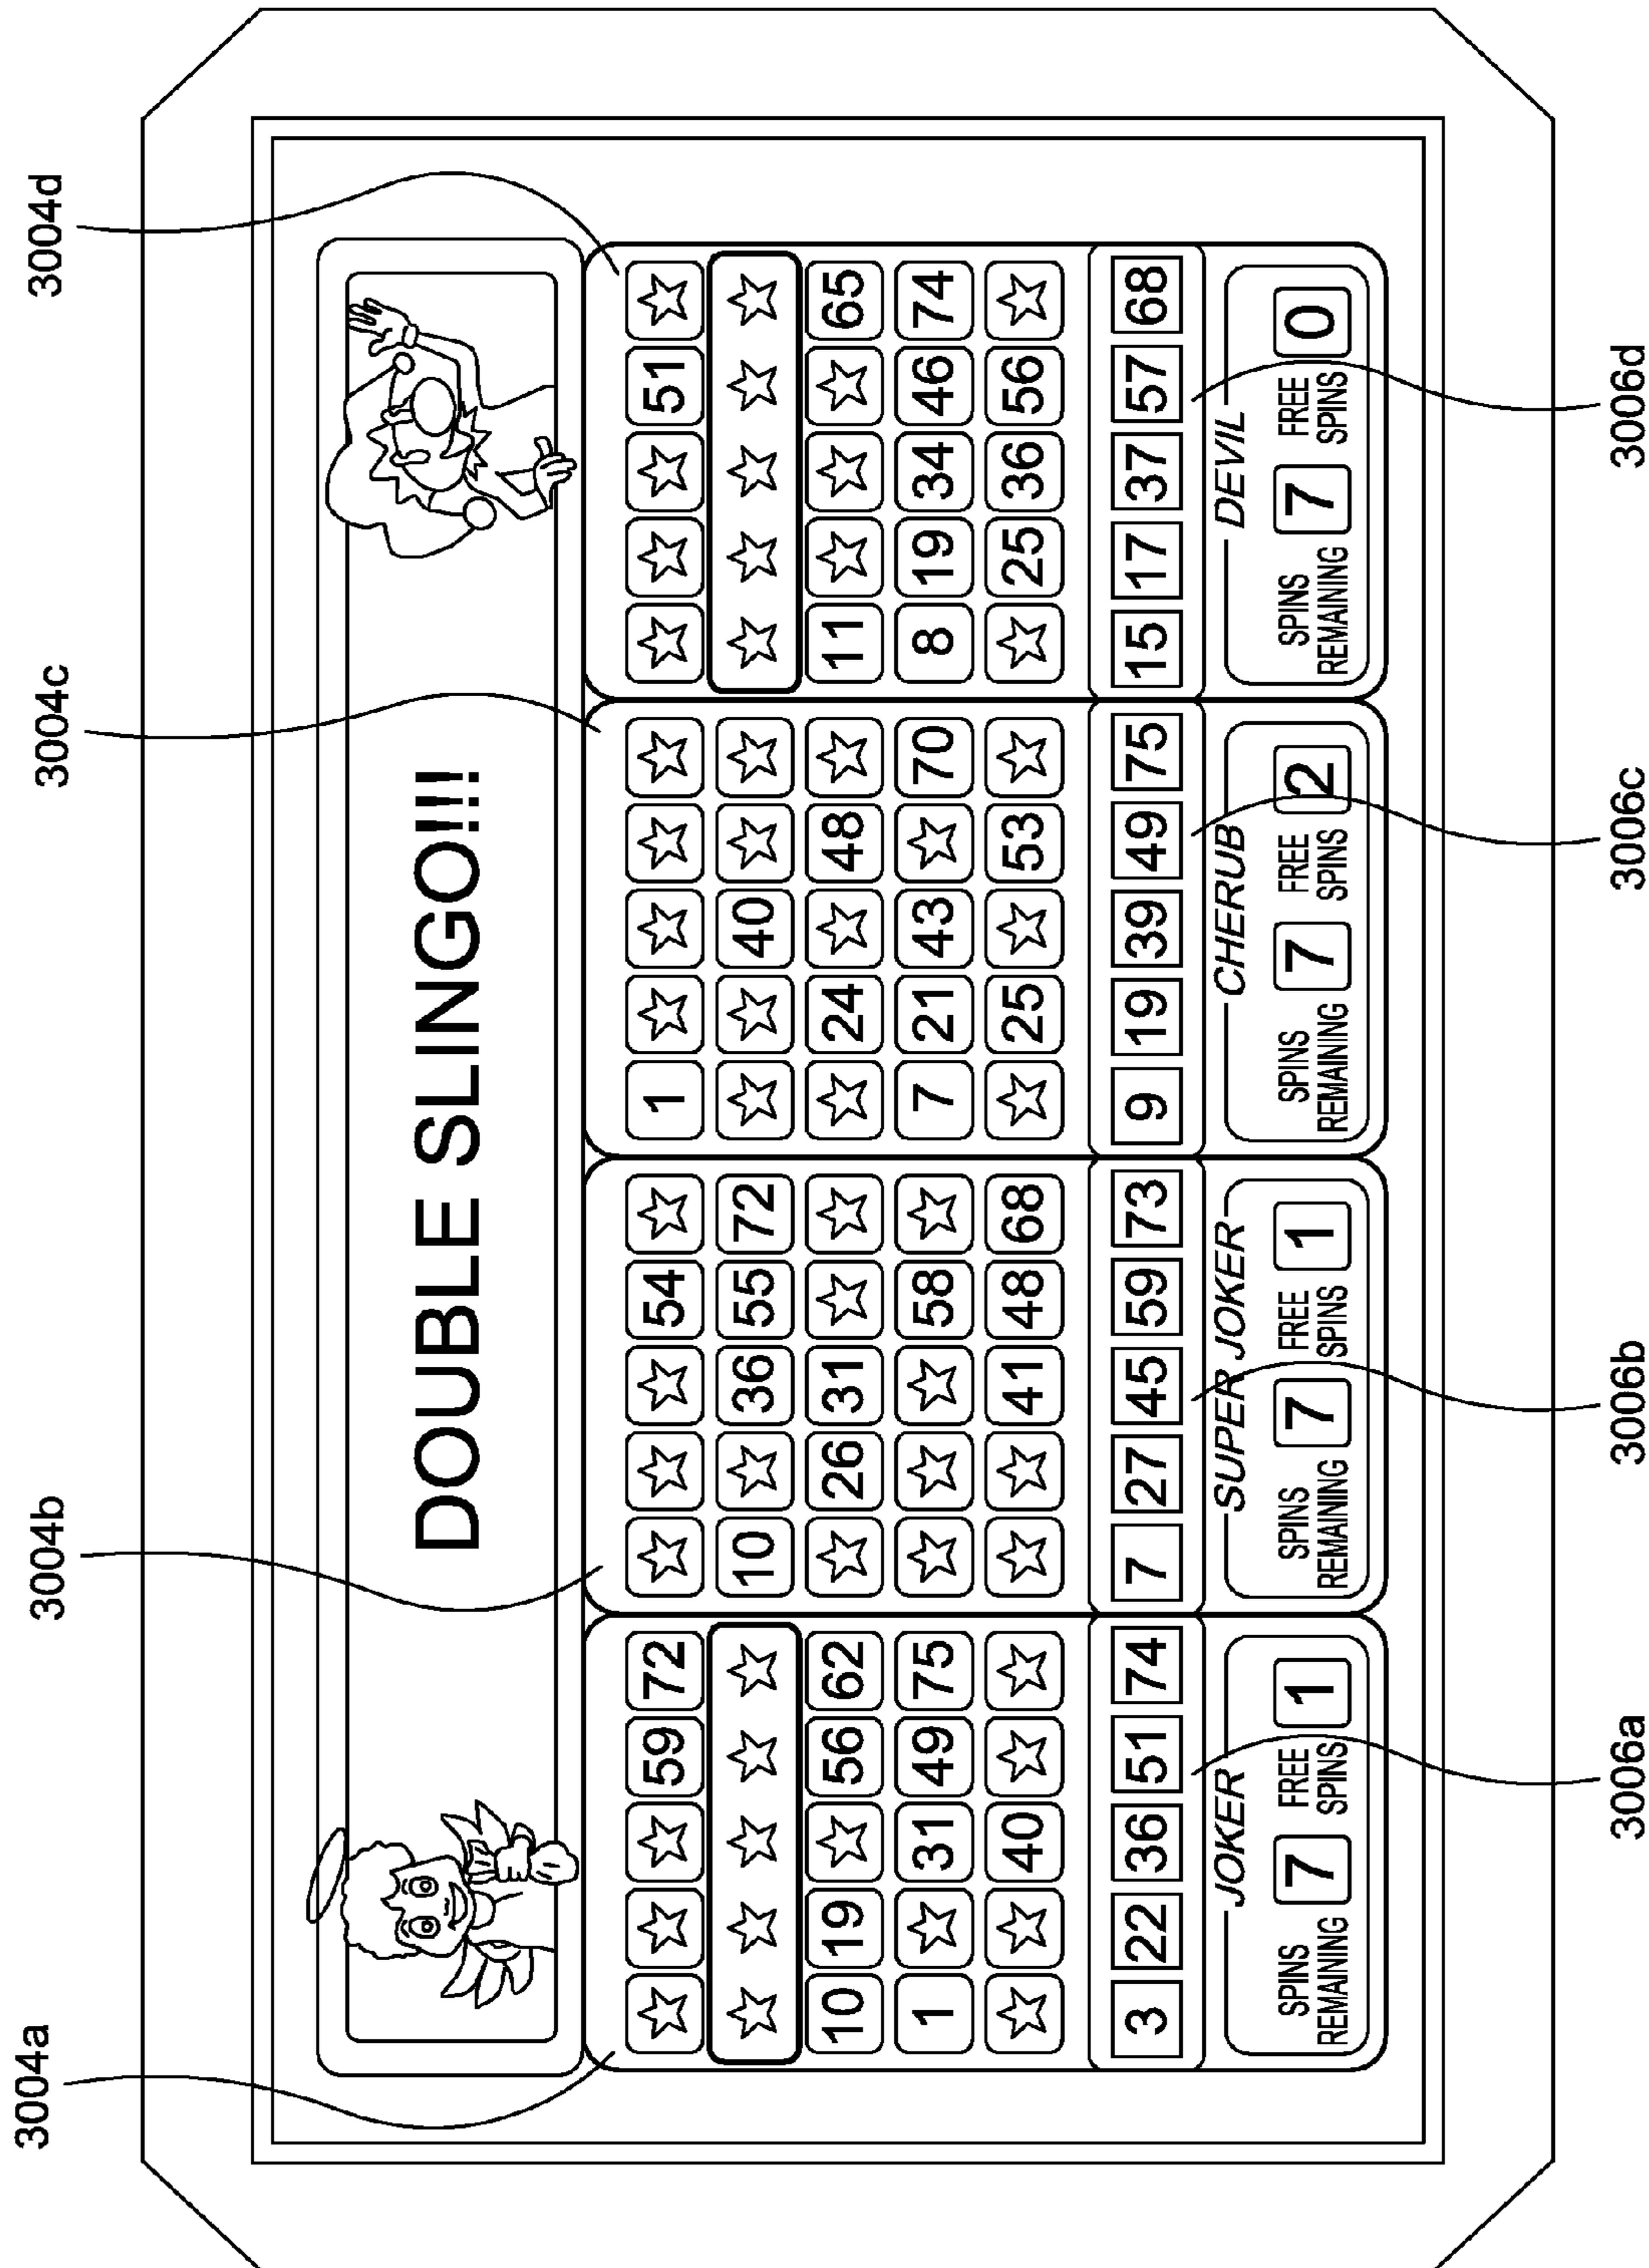 3004a 3004b 3004c 3004d
DOUBLE SLINGO!!!
59 72 54 1 51
10 36 55 72 40
10 19 56 62 26 31 24 48 11 65
1 31 49 75 58 7 21 43 70 8 19 34 46 74
40 41 48 68 25 53 25 36 56
3 22 36 51 74 7 27 45 59 73 9 19 39 49 75 15 17 37 57 68
JOKER SUPER JOKER CHERUB DEVIL
SPINS REMAINING 7 FREE SPINS 1 SPINS REMAINING 7 FREE SPINS 1 SPINS REMAINING 7 FREE SPINS 2 SPINS REMAINING 7 FREE SPINS 0
3006a 3006b 3006c 3006d